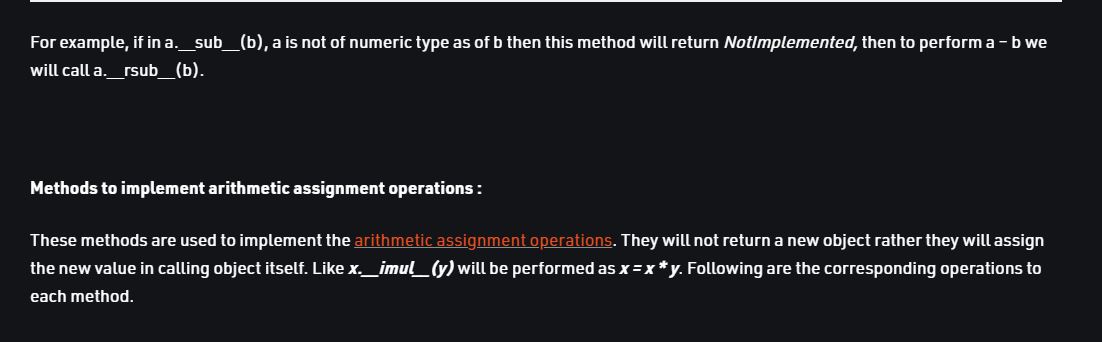 For example, if in a.__sub__(b), a is not of numeric type as of b then this method will return NotImplemented, then to perform a – b we
will call a.__rsub__(b).
Methods to implement arithmetic assignment operations :
These methods are used to implement the arithmetic assignment operations. They will not return a new object rather they will assign
the new value in calling object itself. Like x.__imul__(y) will be performed as x = x * y. Following are the corresponding operations to
each method.